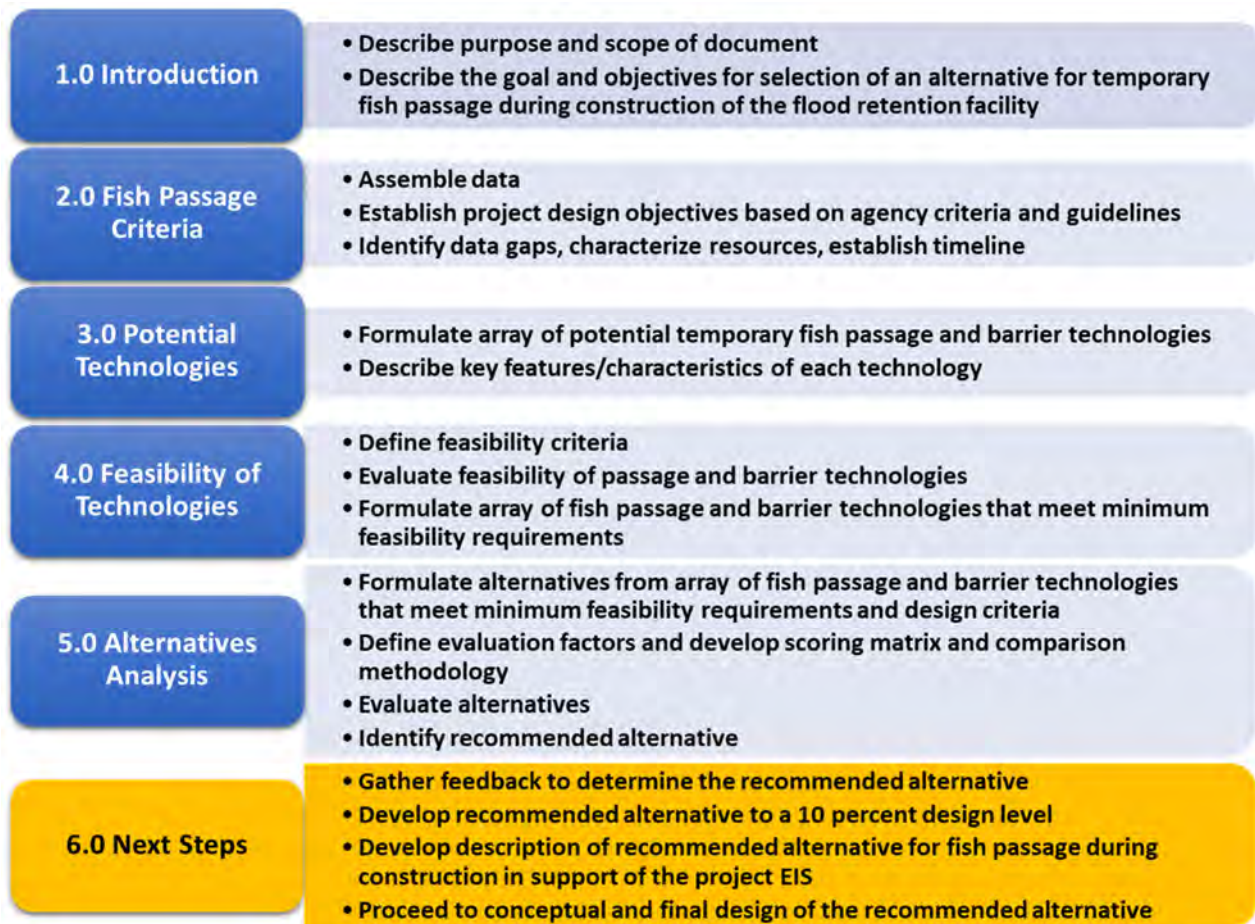 1.0 Introduction
• Describe purpose and scope of document
• Describe the goal and objectives for selection of an alternative for temporary
fish passage during construction of the flood retention facility
2.0 Fish Passage
Criteria
• Assemble data
• Establish project design objectives based on agency criteria and guidelines
• Identify data gaps, characterize resources, establish timeline
3.0 Potential
Technologies
• Formulate array of potential temporary fish passage and barrier technologies
• Describe key features/characteristics of each technology
4.0 Feasibility of
Technologies
• Define feasibility criteria
• Evaluate feasibility of passage and barrier technologies
• Formulate array of fish passage and barrier technologies that meet minimum
feasibility requirements
5.0 Alternatives
Analysis
• Formulate alternatives from array of fish passage and barrier technologies
that meet minimum feasibility requirements and design criteria
• Define evaluation factors and develop scoring matrix and comparison
methodology
• Evaluate alternatives
• Identify recommended alternative
6.0 Next Steps
• Gather feedback to determine the recommended alternative
• Develop recommended alternative to a 10 percent design level
• Develop description of recommended alternative for fish passage during
construction in support of the project EIS
• Proceed to conceptual and final design of the recommended alternative